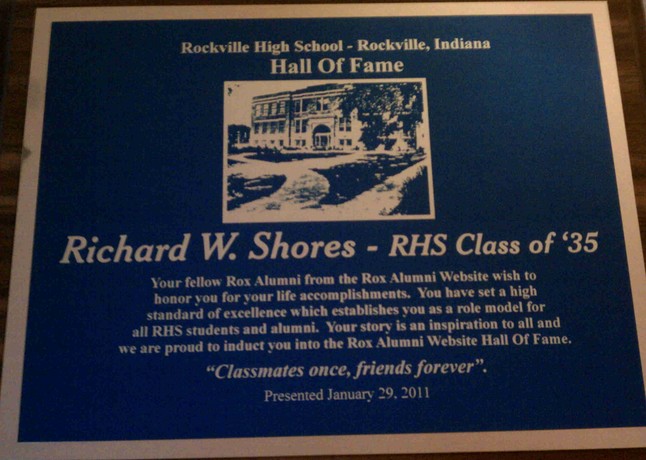 Rockville High School - Rockville, Indiana
Hall Of Fame
Richard W. Shores - RHS Class of ‘35
Your fellow Rox Alumni from the Rox Alumni Website wish to
honor you for your life accomplishments. You have set a high
standard of excellence which establishes you as a role model for
all RHS students and alumni. Your story is an inspiration to all and
we are proud to induct you into the Rox Alumni Website Hall Of Fame.
“Classmates once, friends forever”.
Presented January 29, 2011